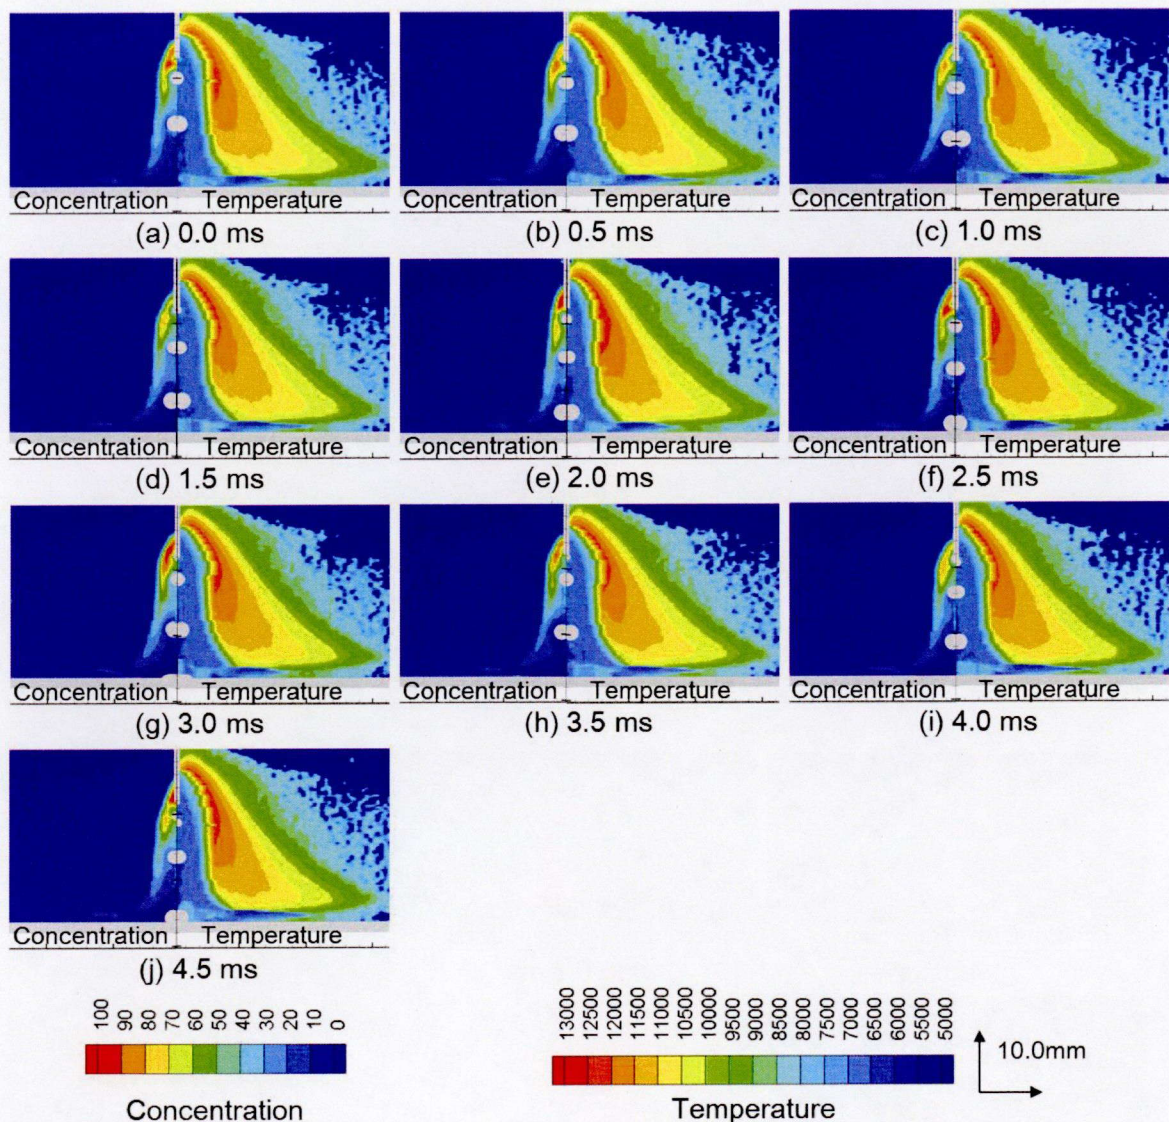 Concentration Temperature
(a) 0.0 ms
Concentration Temperature
(b) 0.5 ms
Concentration Temperature
(c) 1.0 ms
Concentration Temperature
(d) 1.5 ms
Concentration Temperature
(e) 2.0 ms
Concentration Temperature
(f) 2.5 ms
Concentration Temperature
(g) 3.0 ms
Concentration Temperature
(h) 3.5 ms
Concentration Temperature
(i) 4.0 ms
Concentration Temperature
(j) 4.5 ms
100 90 80 70 60 50 40 30 20 10 0
Concentration
13000 12500 12000 11500 11000 10500 10000 9500 9000 8500 8000 7500 7000 6500 6000 5500 5000
Temperature
10.0mm